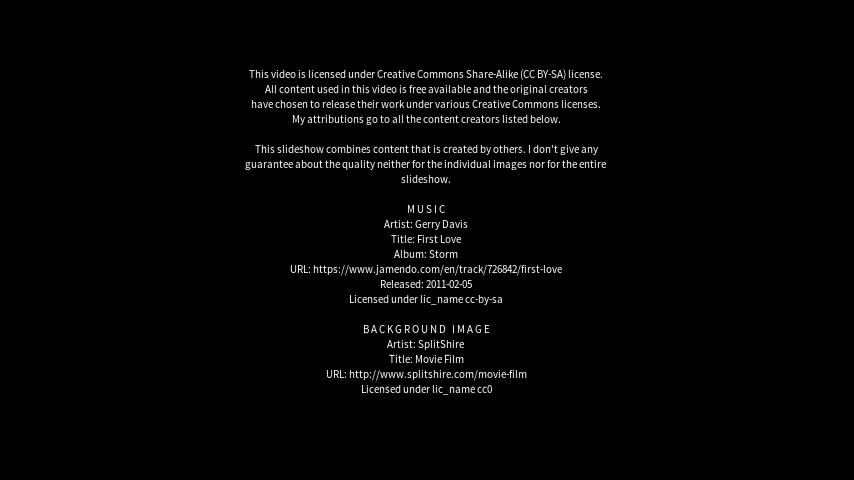 This video is licensed under Creative Commons Share-Alike (CC BY-SA) license.
All content used in this video is free available and the original creators
have chosen to release their work under various Creative Commons licenses.
My attributions go to all the content creators listed below.
This slideshow combines content that is created by others. I don't give any
guarantee about the quality neither for the individual images nor for the entire
slideshow.
MUSIC
Artist: Gerry Davis
Title: First Love
Album: Storm
URL: https://www.jamendo.com/en/track/726842/first-love
Released: 2011-02-05
Licensed under lic_name cc-by-sa
BACKGROUND IMAGE
Artist: SplitShire
Title: Movie Film
URL: http://www.splitshire.com/movie-film
Licensed under lic_name cc0